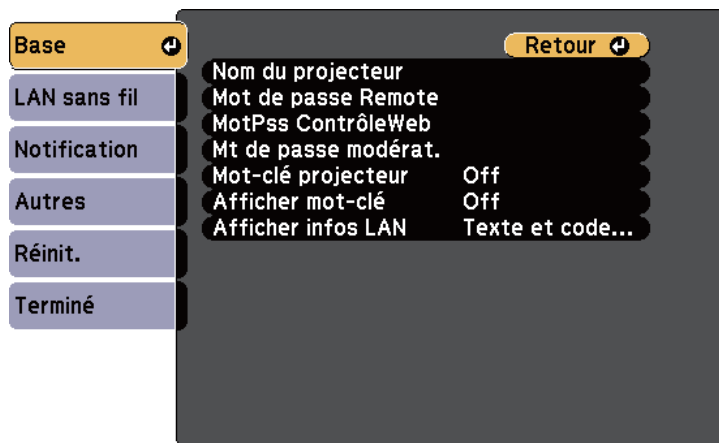 Base
LAN sans fil
Notification
Autres
Réinit.
Terminé
Retour
Nom du projecteur
Mot de passe Remote
MotPss ContrôleWeb
Mt de passe modérat.
Mot-clé projecteur Off
Afficher mot-clé Off
Afficher infos LAN Texte et code...